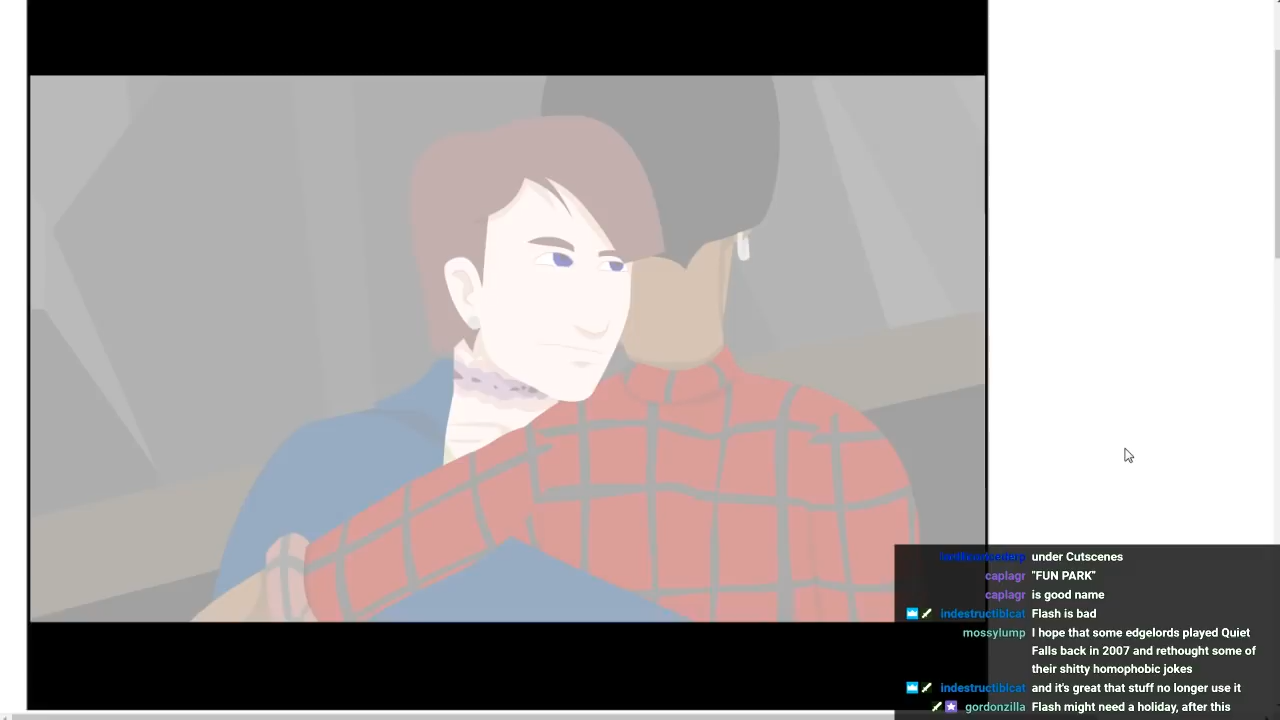 under Cutscenes
caplagr "FUN PARK"
caplagr is good name
indestructiblcat Flash is bad
mossylump I hope that some edgelords played Quiet
Falls back in 2007 and rethought some of
their shitty homophobic jokes
indestructiblcat and it's great that stuff no longer use it
gordonzilla Flash might need a holiday, after this